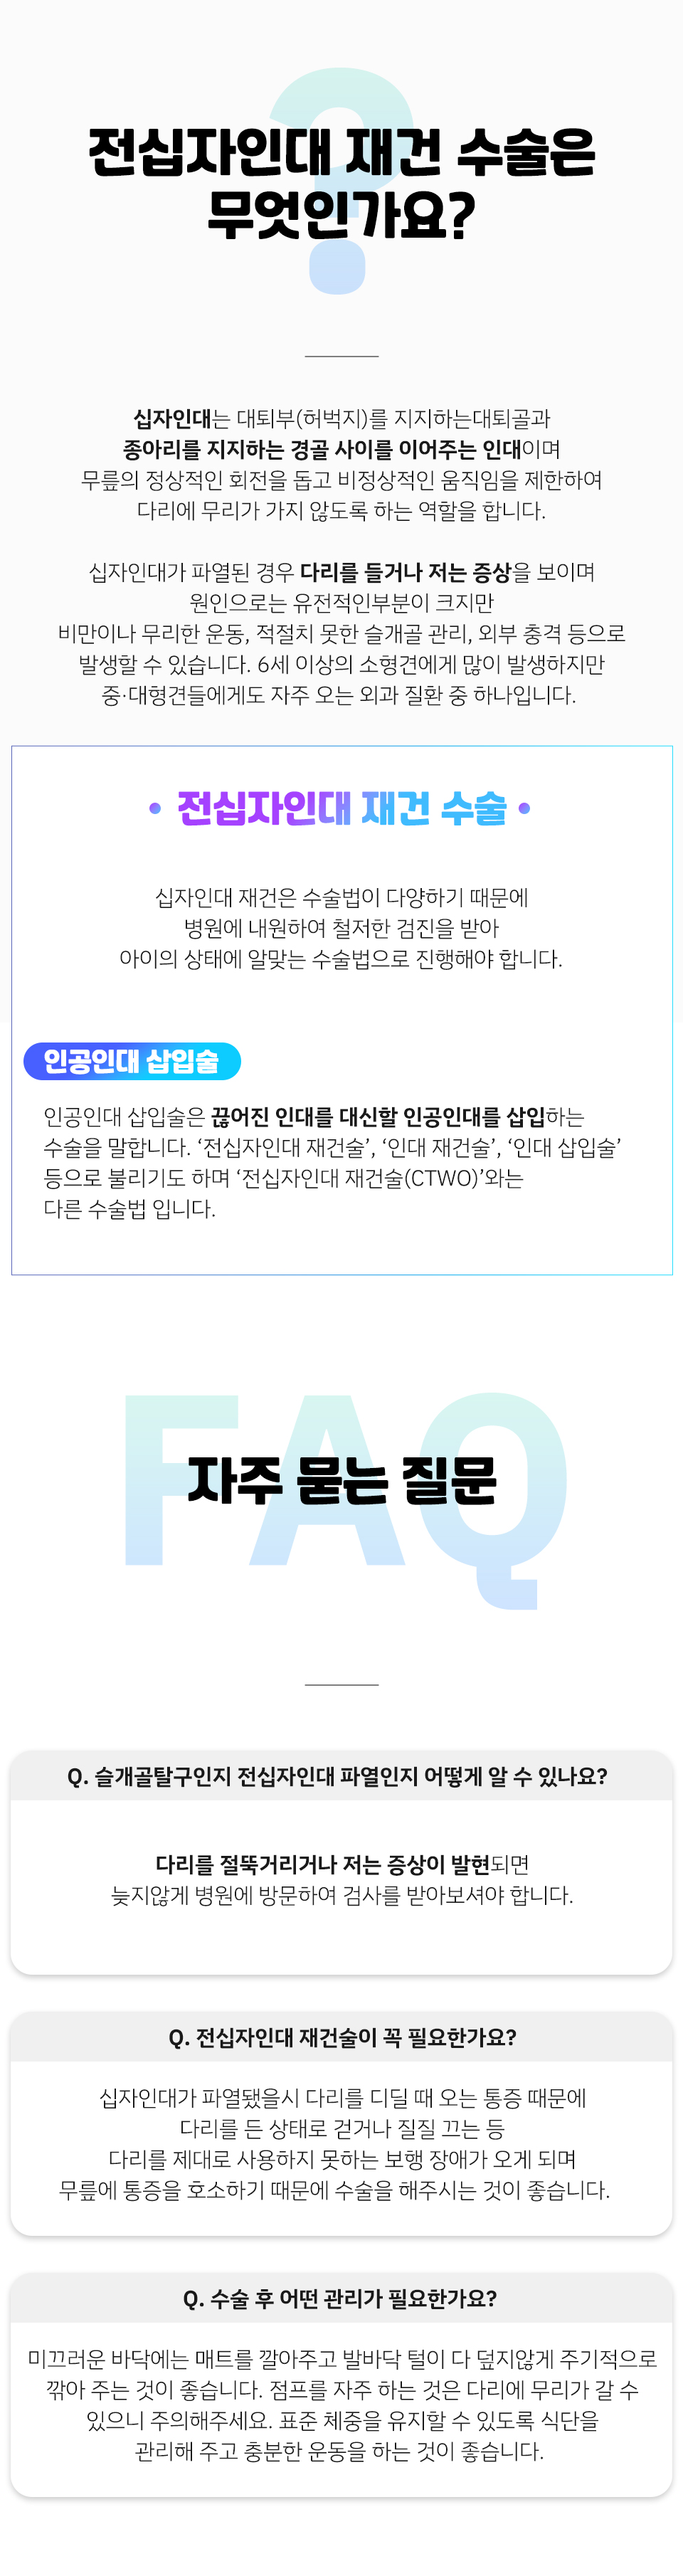 전십자인대 재건 수술은
무엇인가요?
?
십자인대는 대퇴부(허벅지)를 지지하는대퇴골과
종아리를 지지하는 경골 사이를 이어주는 인대이며
무릎의 정상적인 회전을 돕고 비정상적인 움직임을 제한하여
다리에 무리가 가지 않도록 하는 역할을 합니다.
십자인대가 파열된 경우 다리를 들거나 저는 증상을 보이며
원인으로는 유전적인부분이 크지만
비만이나 무리한 운동, 적절치 못한 슬개골 관리, 외부 충격 등으로
발생할 수 있습니다. 6세 이상의 소형견에게 많이 발생하지만
중·대형견들에게도 자주 오는 외과 질환 중 하나입니다.
• 전십자인대 재건 수술 •
십자인대 재건은 수술법이 다양하기 때문에
병원에 내원하여 철저한 검진을 받아
아이의 상태에 알맞는 수술법으로 진행해야 합니다.
인공인대 삽입술
인공인대 삽입술은 끊어진 인대를 대신할 인공인대를 삽입하는
수술을 말합니다. ‘전십자인대 재건술’, ‘인대 재건술’, ‘인대 삽입술’
등으로 불리기도 하며 ‘전십자인대 재건술(CTWO)’와는
다른 수술법 입니다.
FAQ
자주 묻는 질문
Q. 슬개골탈구인지 전십자인대 파열인지 어떻게 알 수 있나요?
다리를 절뚝거리거나 저는 증상이 발현되면
늦지않게 병원에 방문하여 검사를 받아보셔야 합니다.
Q. 전십자인대 재건술이 꼭 필요한가요?
십자인대가 파열됐을시 다리를 디딜 때 오는 통증 때문에
다리를 든 상태로 걷거나 질질 끄는 등
다리를 제대로 사용하지 못하는 보행 장애가 오게 되며
무릎에 통증을 호소하기 때문에 수술을 해주시는 것이 좋습니다.
Q. 수술 후 어떤 관리가 필요한가요?
미끄러운 바닥에는 매트를 깔아주고 발바닥 털이 다 덮지않게 주기적으로
깎아 주는 것이 좋습니다. 점프를 자주 하는 것은 다리에 무리가 갈 수
있으니 주의해주세요. 표준 체중을 유지할 수 있도록 식단을
관리해 주고 충분한 운동을 하는 것이 좋습니다.